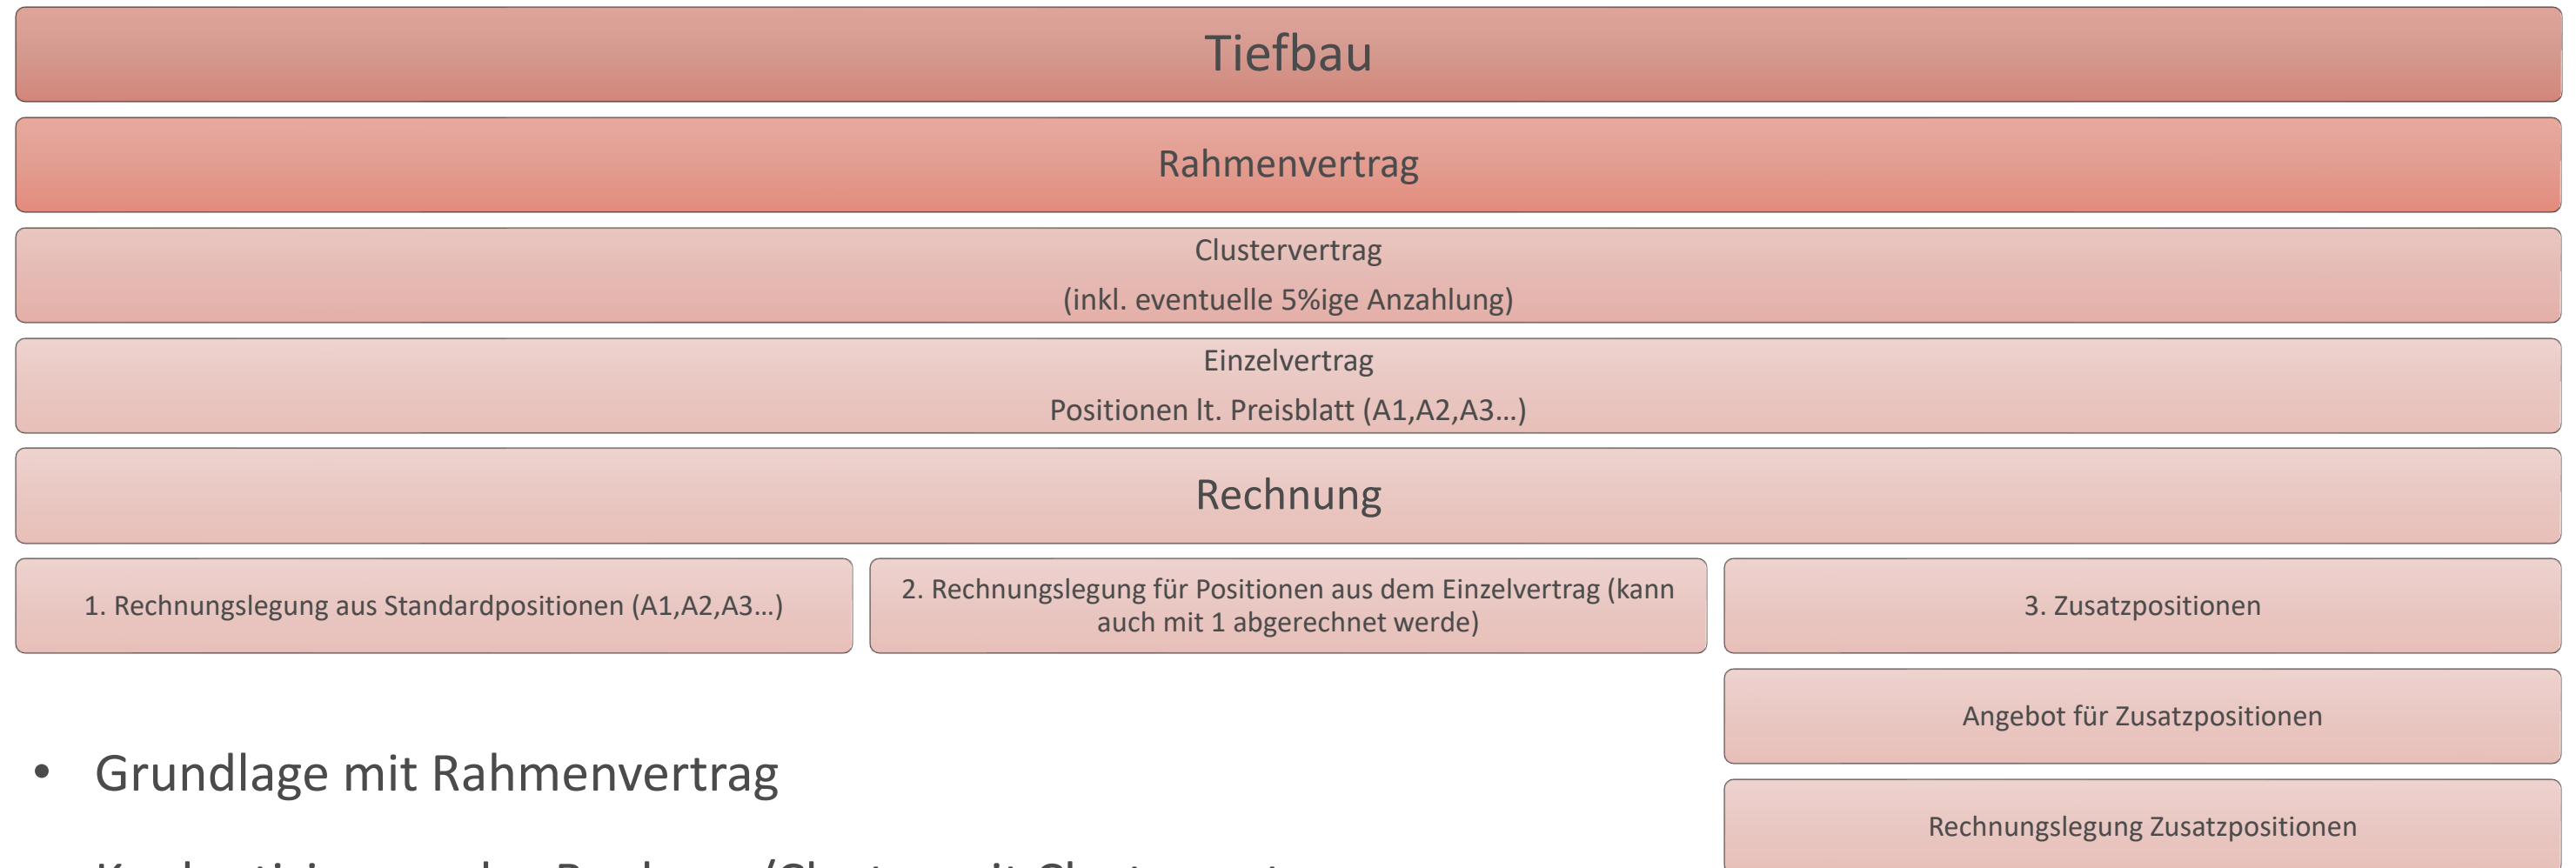 Tiefbau
Rahmenvertrag
Clustervertrag
(inkl. eventuelle 5%ige Anzahlung)
Einzelvertrag
Positionen lt. Preisblatt (A1,A2,A3...)
Rechnung
1. Rechnungslegung aus Standardpositionen (A1,A2,A3...)
2. Rechnungslegung für Positionen aus dem Einzelvertrag (kann
auch mit 1 abgerechnet werde)
3. Zusatzpositionen
Angebot für Zusatzpositionen
Rechnungslegung Zusatzpositionen
• Grundlage mit Rahmenvertrag